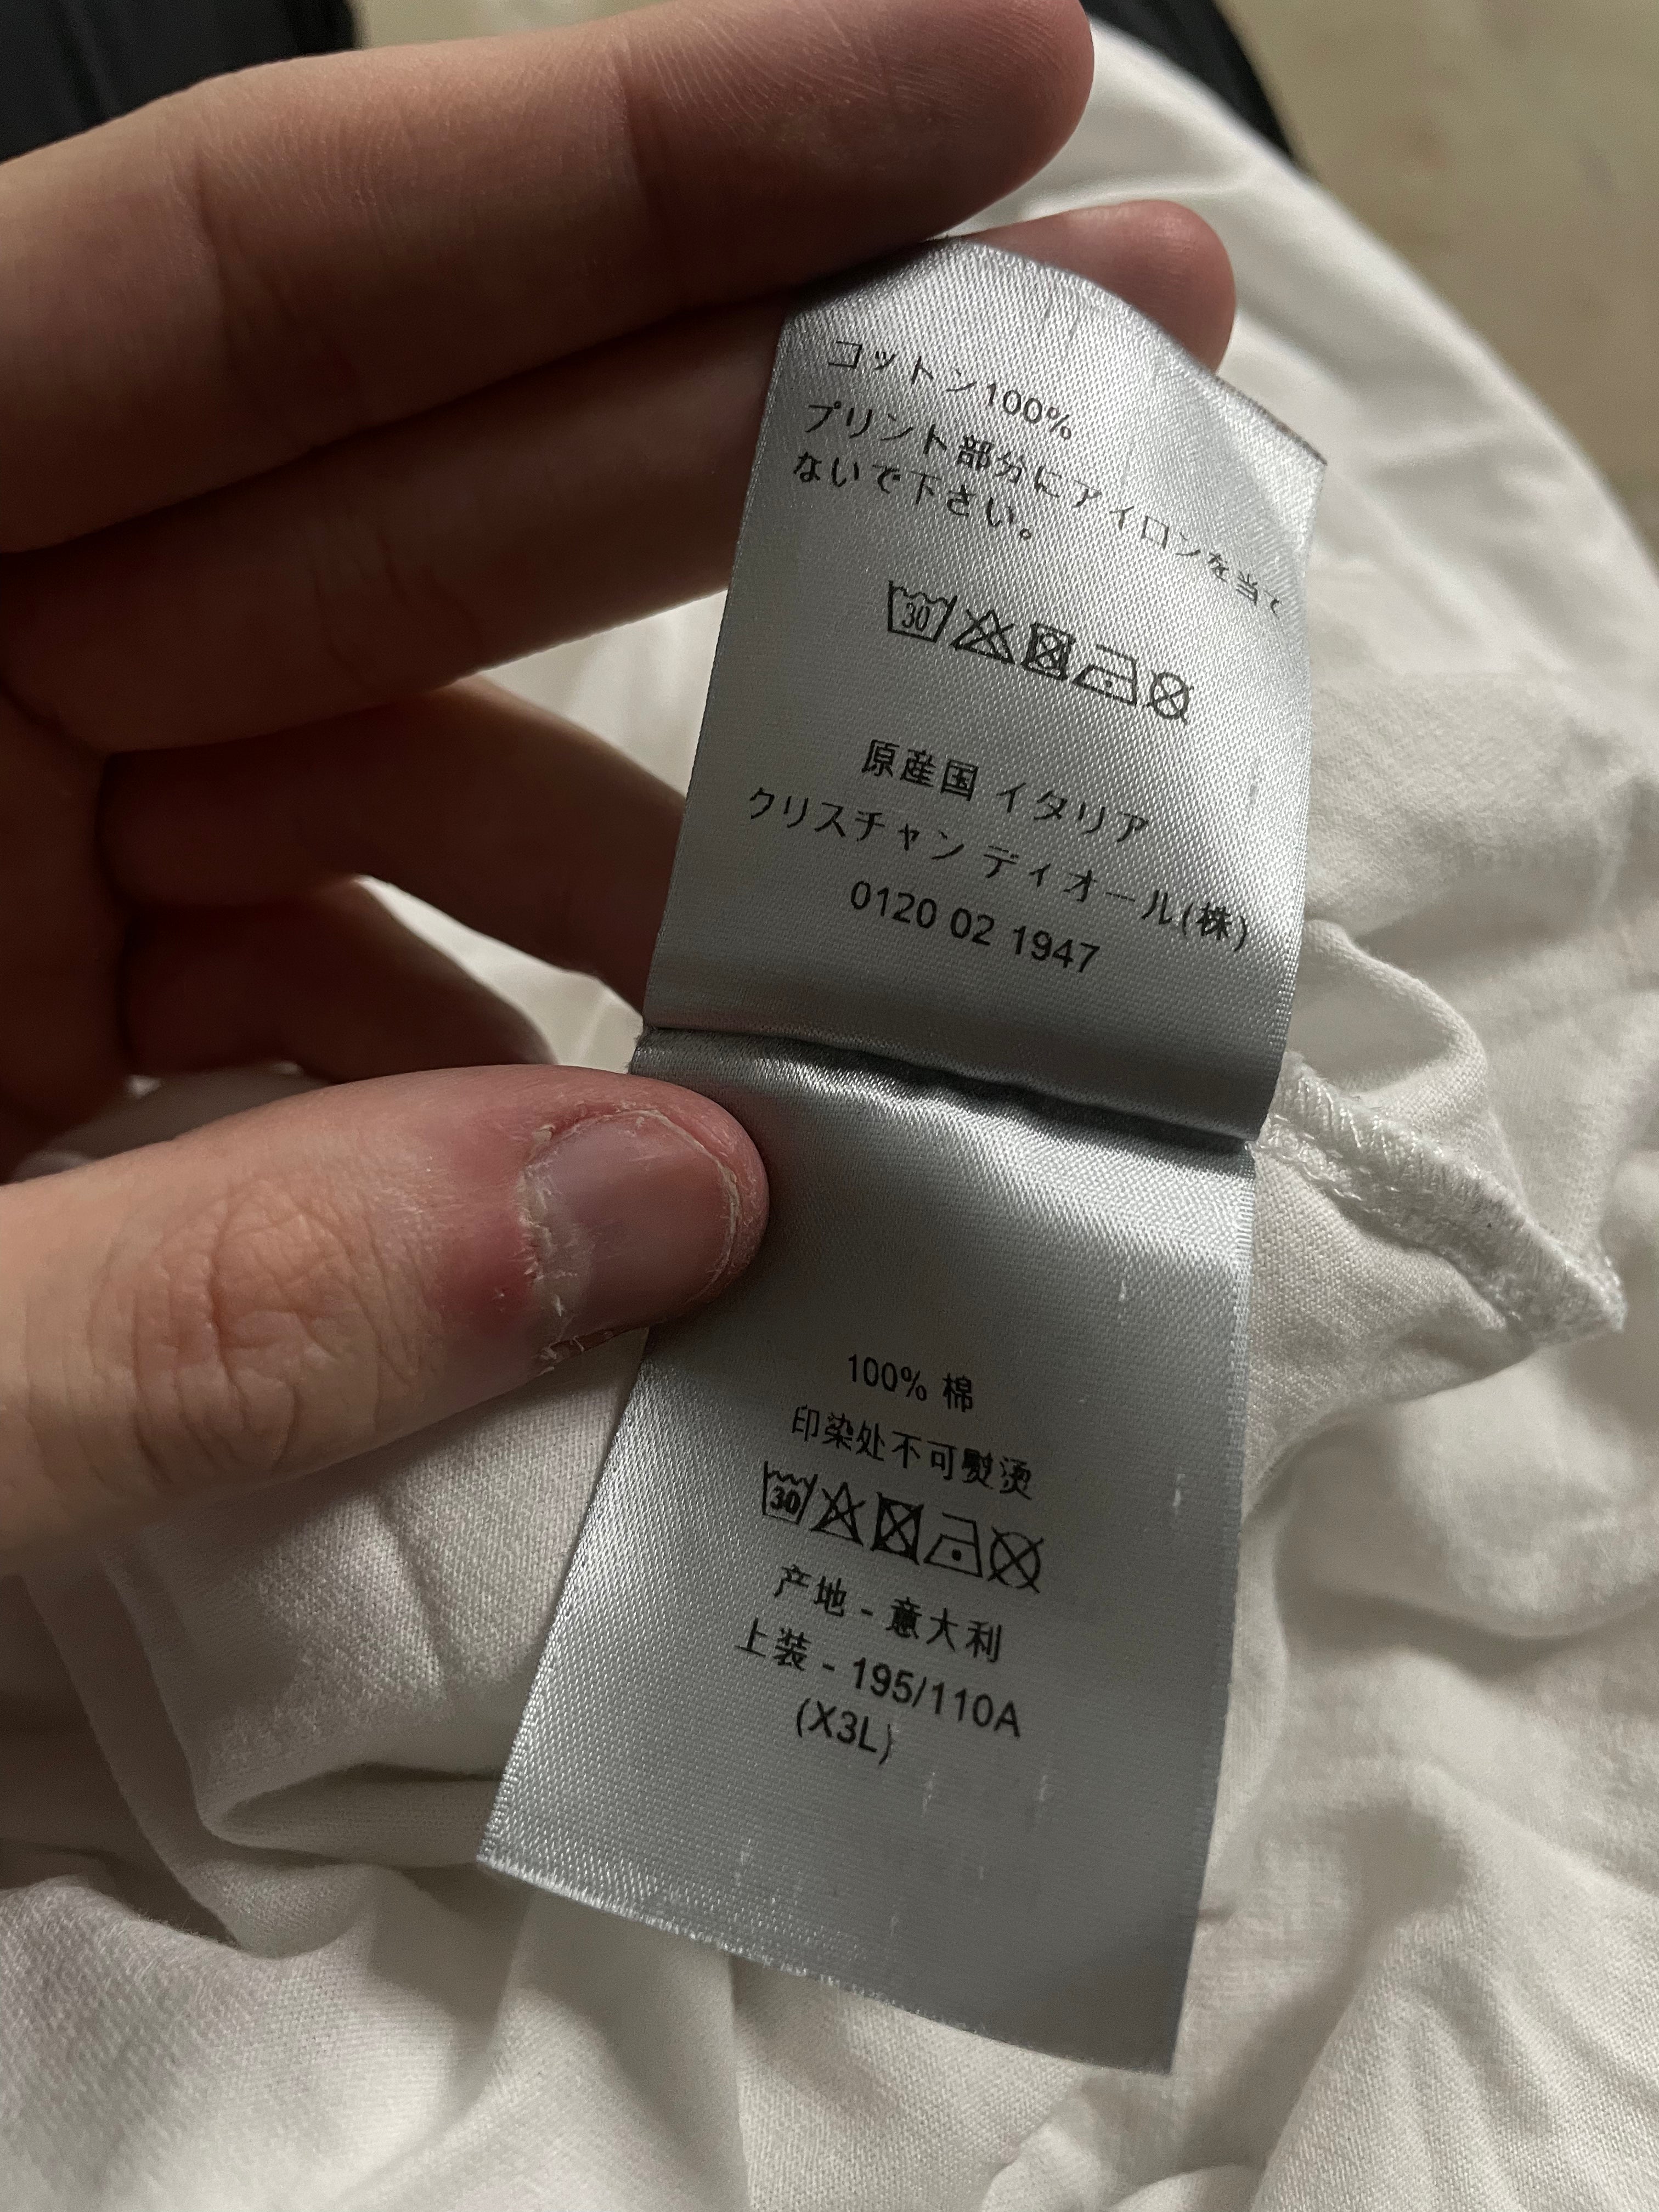 コットン100%
プリント部分にアイロンを当て
ないで下さい。
30
原産国 イタリア
クリスチャン ディオール(株)
0120 02 1947
100% 棉
印染处不可熨烫
30
产地 - 意大利
上装 - 195/110A
(X3L)